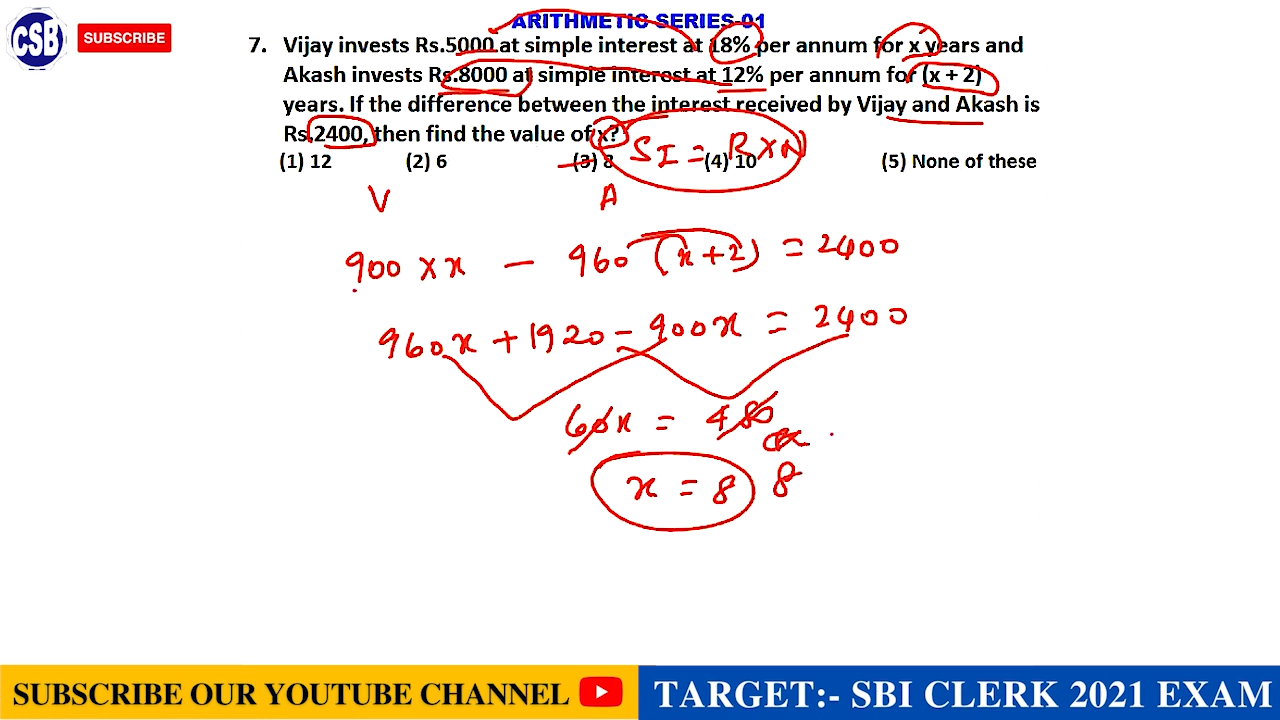 ARITHMETIC SERIES-01
CSB SUBSCRIBE
7. Vijay invests Rs.5000 at simple interest at 18% per annum for x years and
Akash invests Rs.8000 at simple interest at 12% per annum for (x + 2)
years. If the difference between the interest received by Vijay and Akash is
Rs.2400, then find the value of x?
(1) 12 (2) 6 (3) 8 (4) 10 (5) None of these
SI = R×N
V A
900 × x - 960 (x+2) = 2400
960x + 1920 - 900x = 2400
60x = 480
x = 8 8
SUBSCRIBE OUR YOUTUBE CHANNEL
TARGET:- SBI CLERK 2021 EXAM